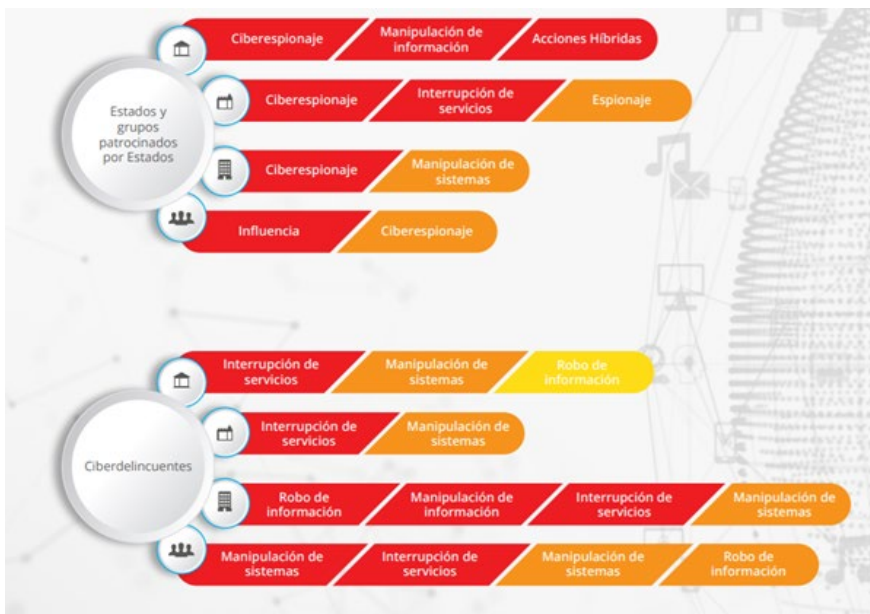 Ciberespionaje
Manipulación de
información
Acciones Híbridas
Estados y
grupos
patrocinados
por Estados
Ciberespionaje
Interrupción de
servicios
Espionaje
Ciberespionaje
Manipulación de
sistemas
Influencia
Ciberespionaje
Ciberdelincuentes
Interrupción de
servicios
Manipulación de
sistemas
Robo de
información
Interrupción de
servicios
Manipulación de
sistemas
Robo de
información
Manipulación de
información
Interrupción de
servicios
Manipulación de
sistemas
Manipulación de
sistemas
Interrupción de
servicios
Manipulación de
sistemas
Robo de
información